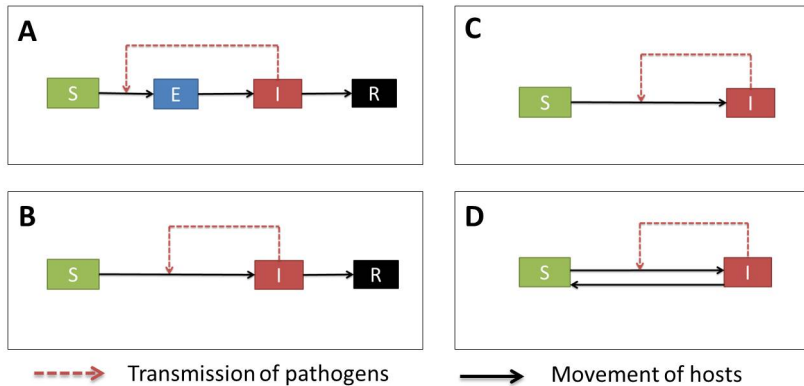 A
S E I R
B
S I R
C
S I
D
S I
Transmission of pathogens
Movement of hosts